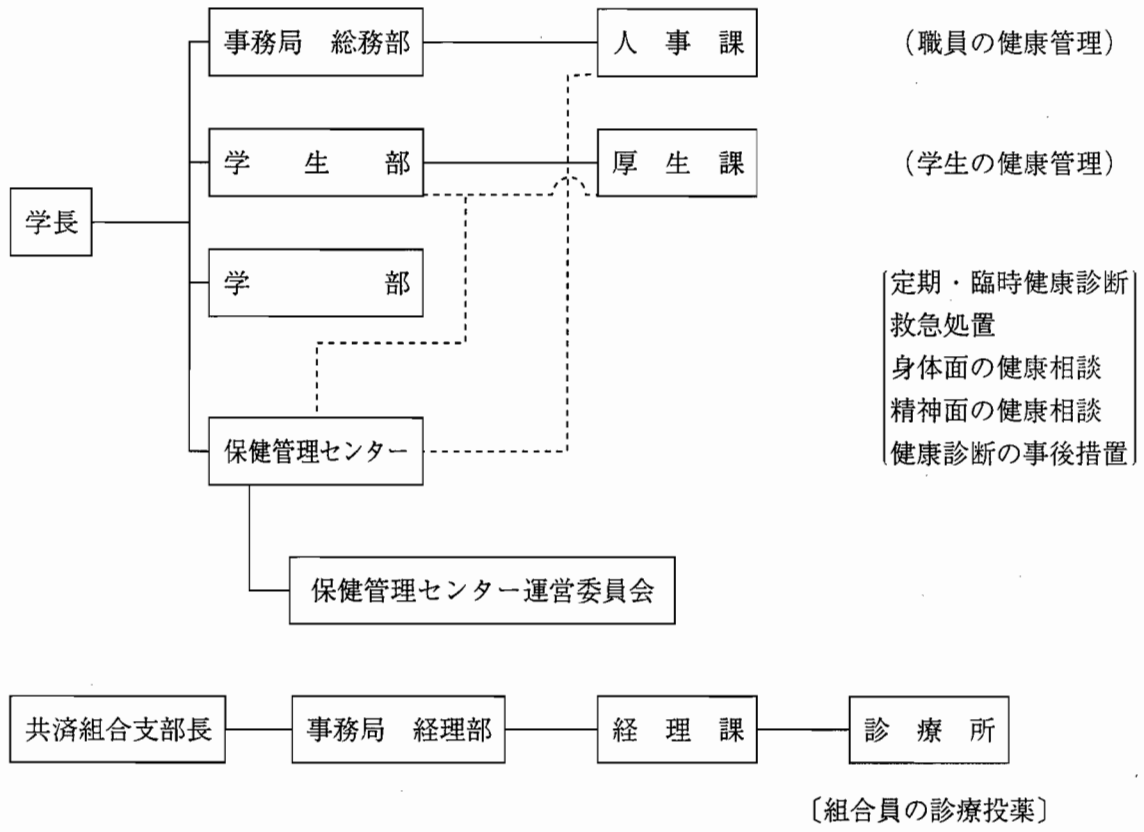 事務局　総務部　人　事　課　（職員の健康管理）
学　生　部　厚　生　課　（学生の健康管理）
学長
学　部
定期・臨時健康診断
救急処置
身体面の健康相談
精神面の健康相談
保健管理センター　健康診断の事後措置
保健管理センター運営委員会
共済組合支部長　事務局　経理部　経　理　課　診　療　所
〔組合員の診療投薬〕